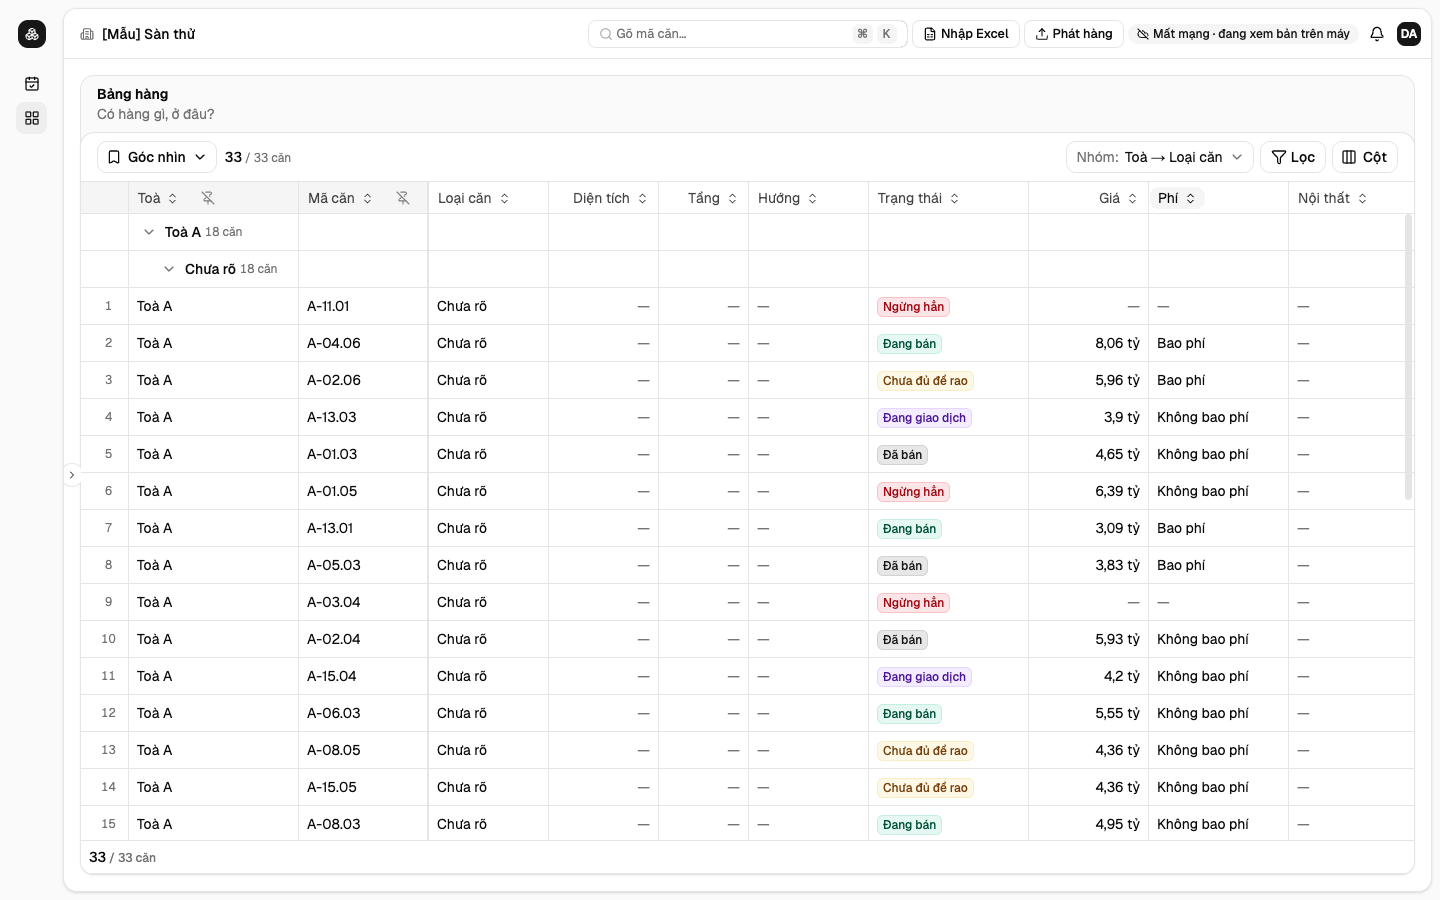 [Mẫu] Sàn thử
Gõ mã căn... ⌘ K
Nhập Excel
Phát hàng
Mất mạng · đang xem bản trên máy
DA
Bảng hàng
Có hàng gì, ở đâu?
Góc nhìn 33 / 33 căn Nhóm: Toà → Loại căn Lọc Cột
Toà Mã căn Loại căn Diện tích Tầng Hướng Trạng thái Giá Phí Nội thất
Toà A 18 căn
Chưa rõ 18 căn
1 Toà A A-11.01 Chưa rõ — — — Ngừng hẳn — — —
2 Toà A A-04.06 Chưa rõ — — — Đang bán 8,06 tỷ Bao phí —
3 Toà A A-02.06 Chưa rõ — — — Chưa đủ để rao 5,96 tỷ Bao phí —
4 Toà A A-13.03 Chưa rõ — — — Đang giao dịch 3,9 tỷ Không bao phí —
5 Toà A A-01.03 Chưa rõ — — — Đã bán 4,65 tỷ Không bao phí —
6 Toà A A-01.05 Chưa rõ — — — Ngừng hẳn 6,39 tỷ Không bao phí —
7 Toà A A-13.01 Chưa rõ — — — Đang bán 3,09 tỷ Bao phí —
8 Toà A A-05.03 Chưa rõ — — — Đã bán 3,83 tỷ Bao phí —
9 Toà A A-03.04 Chưa rõ — — — Ngừng hẳn — — —
10 Toà A A-02.04 Chưa rõ — — — Đã bán 5,93 tỷ Không bao phí —
11 Toà A A-15.04 Chưa rõ — — — Đang giao dịch 4,2 tỷ Không bao phí —
12 Toà A A-06.03 Chưa rõ — — — Đang bán 5,55 tỷ Không bao phí —
13 Toà A A-08.05 Chưa rõ — — — Chưa đủ để rao 4,36 tỷ Không bao phí —
14 Toà A A-15.05 Chưa rõ — — — Chưa đủ để rao 4,36 tỷ Không bao phí —
15 Toà A A-08.03 Chưa rõ — — — Đang bán 4,95 tỷ Không bao phí —
33 / 33 căn